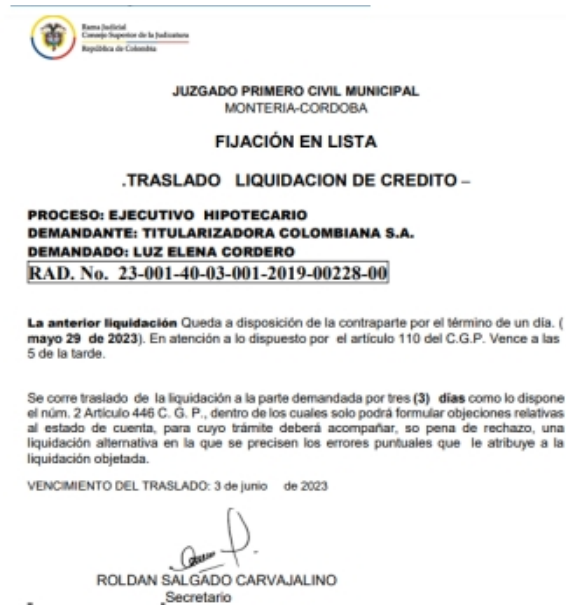 Rama Judicial
Consejo Superior de la Judicatura
República de Colombia
JUZGADO PRIMERO CIVIL MUNICIPAL
MONTERIA-CORDOBA
FIJACIÓN EN LISTA
.TRASLADO LIQUIDACION DE CREDITO –
PROCESO: EJECUTIVO HIPOTECARIO
DEMANDANTE: TITULARIZADORA COLOMBIANA S.A.
DEMANDADO: LUZ ELENA CORDERO
RAD. No. 23-001-40-03-001-2019-00228-00
La anterior liquidación Queda a disposición de la contraparte por el término de un día. (
mayo 29 de 2023). En atención a lo dispuesto por el artículo 110 del C.G.P. Vence a las
5 de la tarde.
Se corre traslado de la liquidación a la parte demandada por tres (3) días como lo dispone
el núm. 2 Artículo 446 C. G. P., dentro de los cuales solo podrá formular objeciones relativas
al estado de cuenta, para cuyo trámite deberá acompañar, so pena de rechazo, una
liquidación alternativa en la que se precisen los errores puntuales que le atribuye a la
liquidación objetada.
VENCIMIENTO DEL TRASLADO: 3 de junio de 2023
ROLDAN SALGADO CARVAJALINO
Secretario